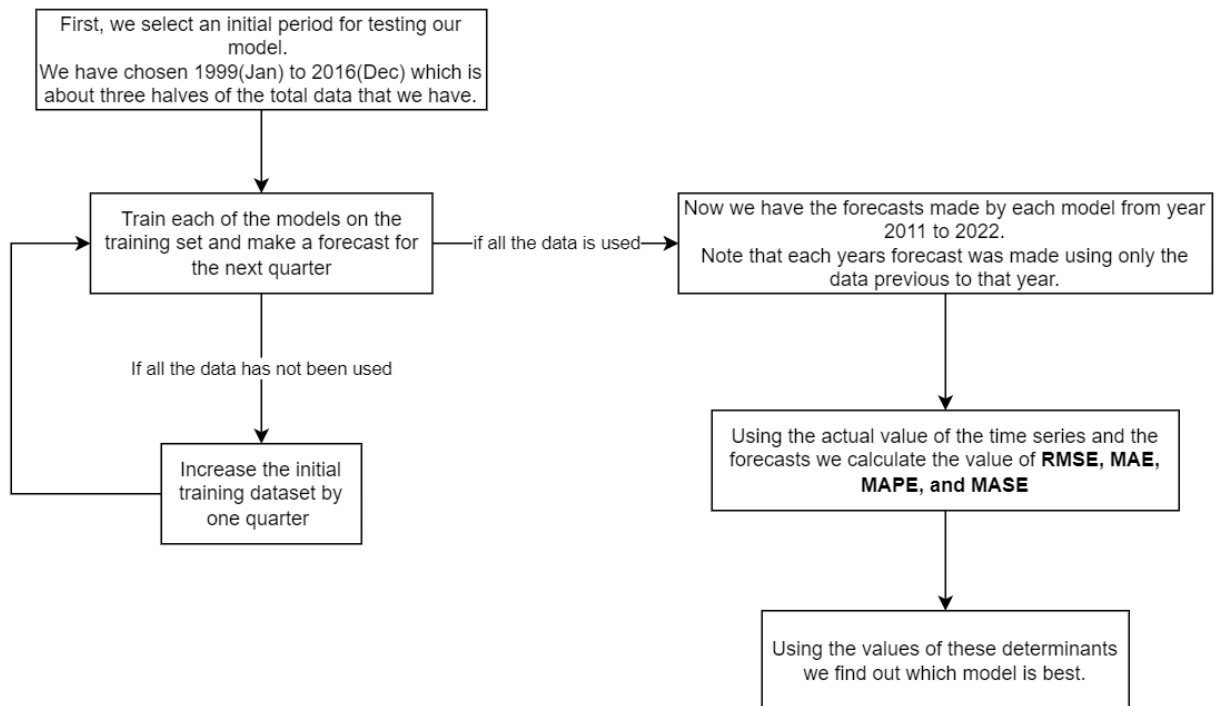 First, we select an initial period for testing our
model.
We have chosen 1999(Jan) to 2016(Dec) which is
about three halves of the total data that we have.
Train each of the models on the
training set and make a forecast for
the next quarter
if all the data is used
Now we have the forecasts made by each model from year
2011 to 2022.
Note that each years forecast was made using only the
data previous to that year.
If all the data has not been used
Increase the initial
training dataset by
one quarter
Using the actual value of the time series and the
forecasts we calculate the value of RMSE, MAE,
MAPE, and MASE
Using the values of these determinants
we find out which model is best.